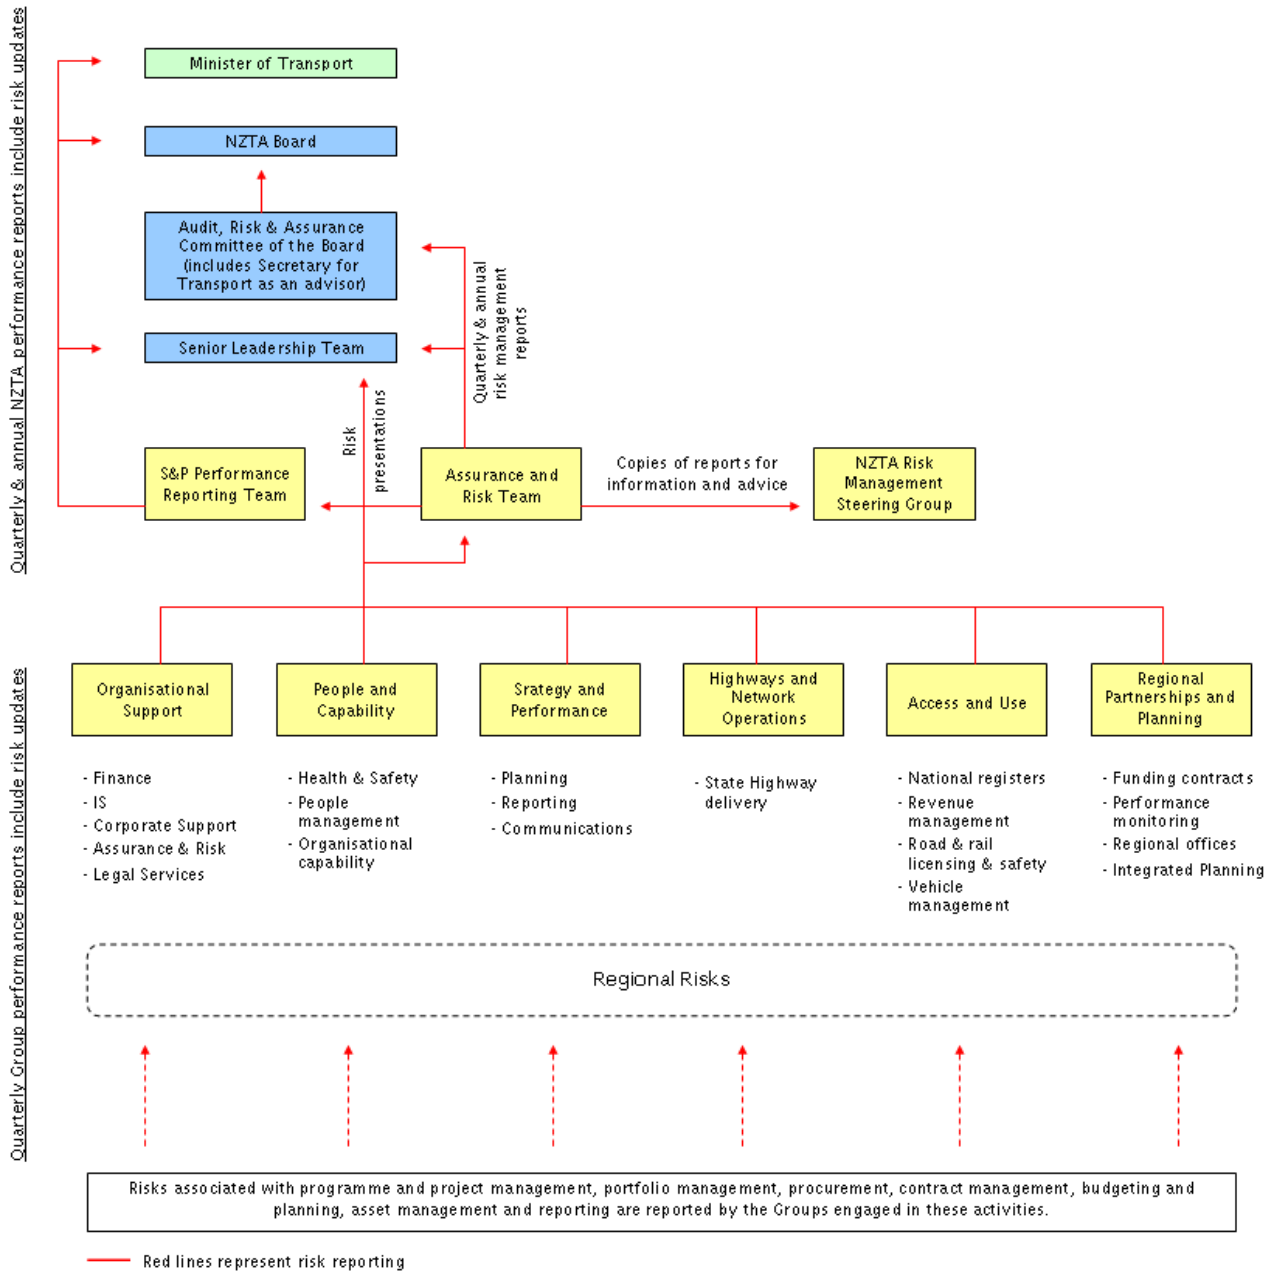 Quarterly & annual NZTA performance reports include risk updates
Minister of Transport
NZTA Board
Audit, Risk & Assurance
Committee of the Board
(includes Secretary for
Transport as an advisor)
Senior Leadership Team
Quarterly & annual
risk management
reports
Risk
presentations
S&P Performance
Reporting Team
Assurance and
Risk Team
Copies of reports for
information and advice
NZTA Risk
Management
Steering Group
Quarterly Group performance reports include risk updates
Organisational
Support
People and
Capability
Srategy and
Performance
Highways and
Network
Operations
Access and Use
Regional
Partnerships and
Planning
- Finance
- IS
- Corporate Support
- Assurance & Risk
- Legal Services
- Health & Safety
- People
management
- Organisational
capability
- Planning
- Reporting
- Communications
- State Highway
delivery
- National registers
- Revenue
management
- Road & rail
licensing & safety
- Vehicle
management
- Funding contracts
- Performance
monitoring
- Regional offices
- Integrated Planning
Regional Risks
Risks associated with programme and project management, portfolio management, procurement, contract management, budgeting and
planning, asset management and reporting are reported by the Groups engaged in these activities.
Red lines represent risk reporting